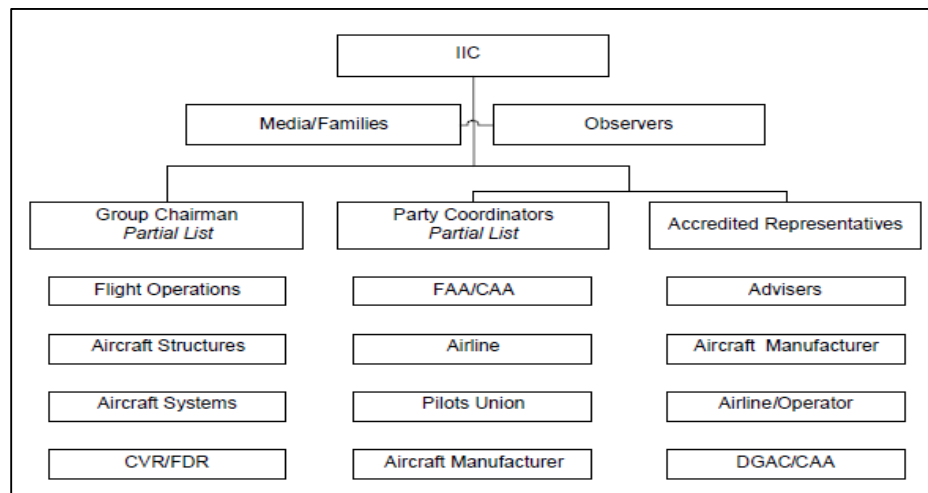 IIC
Media/Families
Observers
Group Chairman
Partial List
Party Coordinators
Partial List
Accredited Representatives
Flight Operations
FAA/CAA
Advisers
Aircraft Structures
Airline
Aircraft Manufacturer
Aircraft Systems
Pilots Union
Airline/Operator
CVR/FDR
Aircraft Manufacturer
DGAC/CAA